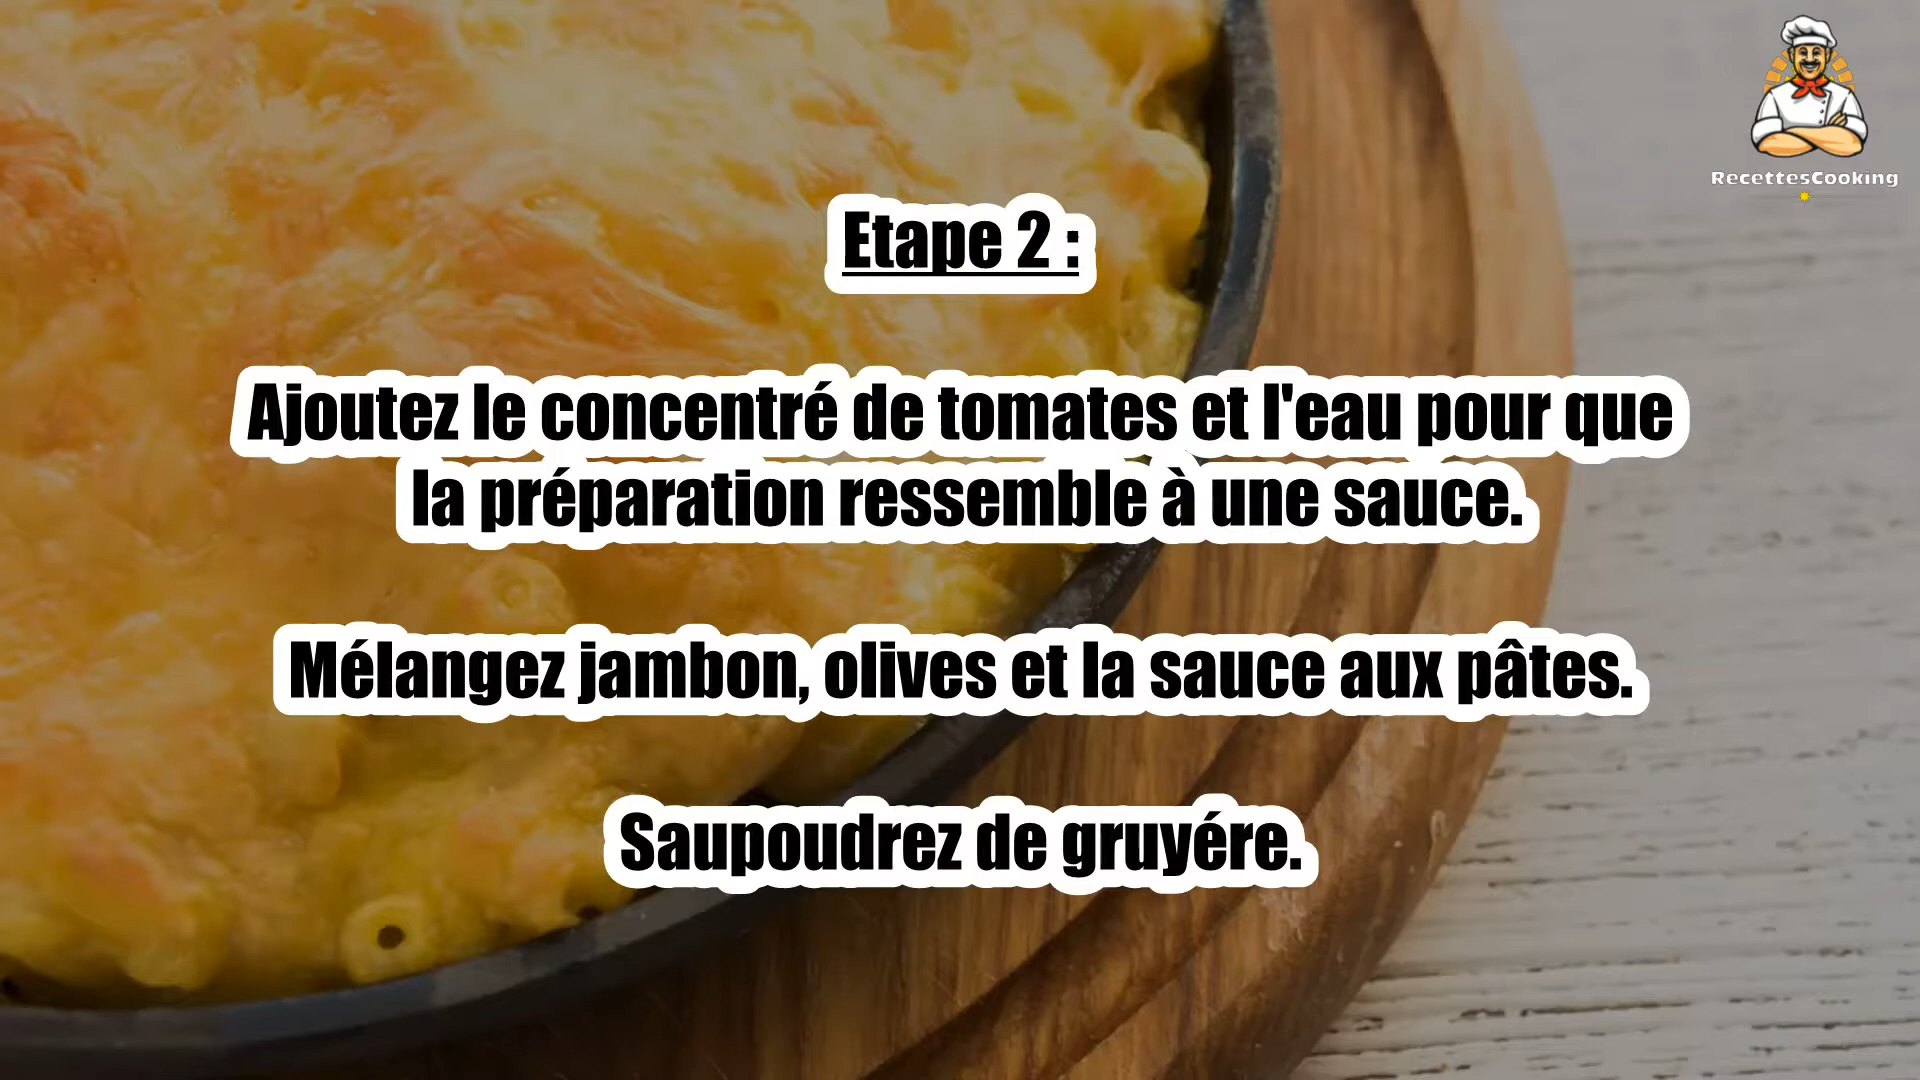 RecettesCooking
Etape 2 :
Ajoutez le concentré de tomates et l'eau pour que
la préparation ressemble à une sauce.
Mélangez jambon, olives et la sauce aux pâtes.
Saupoudrez de gruyére.